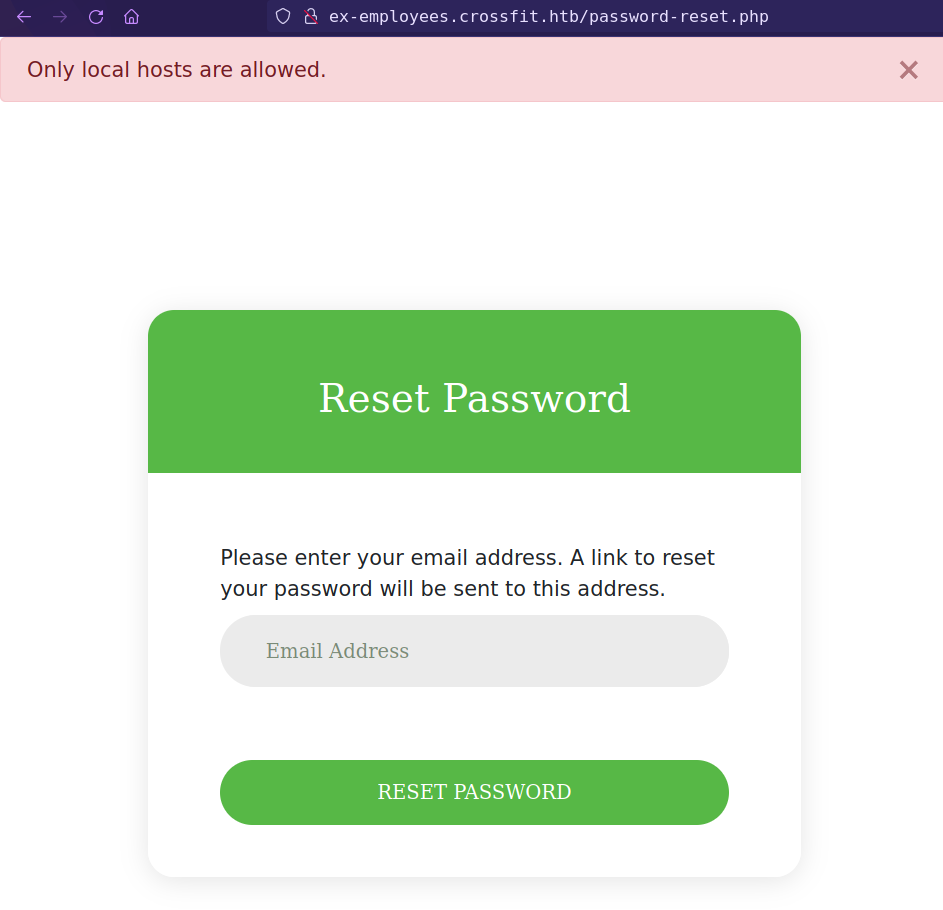 ex-employees.crossfit.htb/password-reset.php
Only local hosts are allowed.
Reset Password
Please enter your email address. A link to reset
your password will be sent to this address.
Email Address
RESET PASSWORD